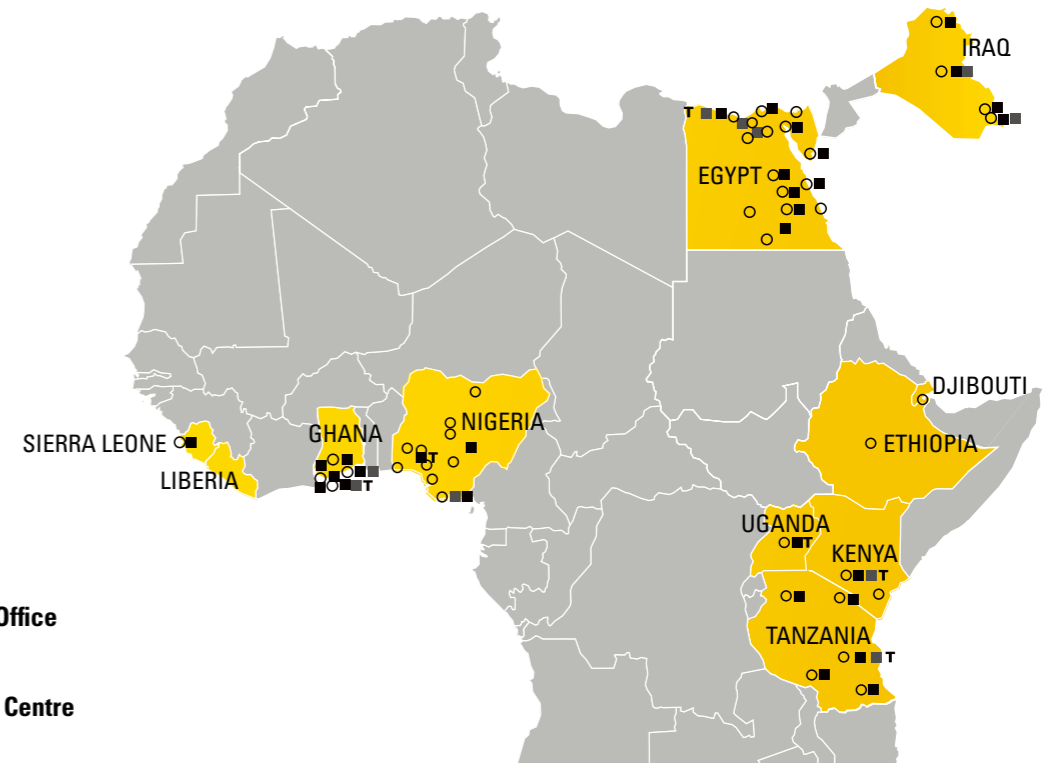 IRAQ
T
EGYPT
DJIBOUTI
NIGERIA
GHANA
SIERRA LEONE
ETHIOPIA
T
LIBERIA
T
UGANDA
T
KENYA
T
Office
TANZANIA
T
Centre